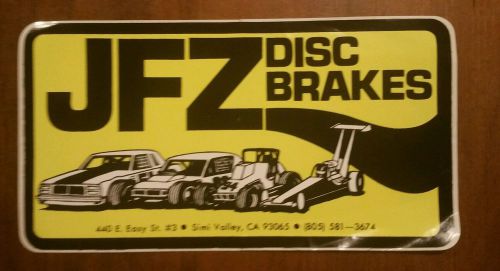 JFZ DISC
BRAKES
440 E. Easy St. #3 • Simi Valley, CA 93065 • (805) 581—3674